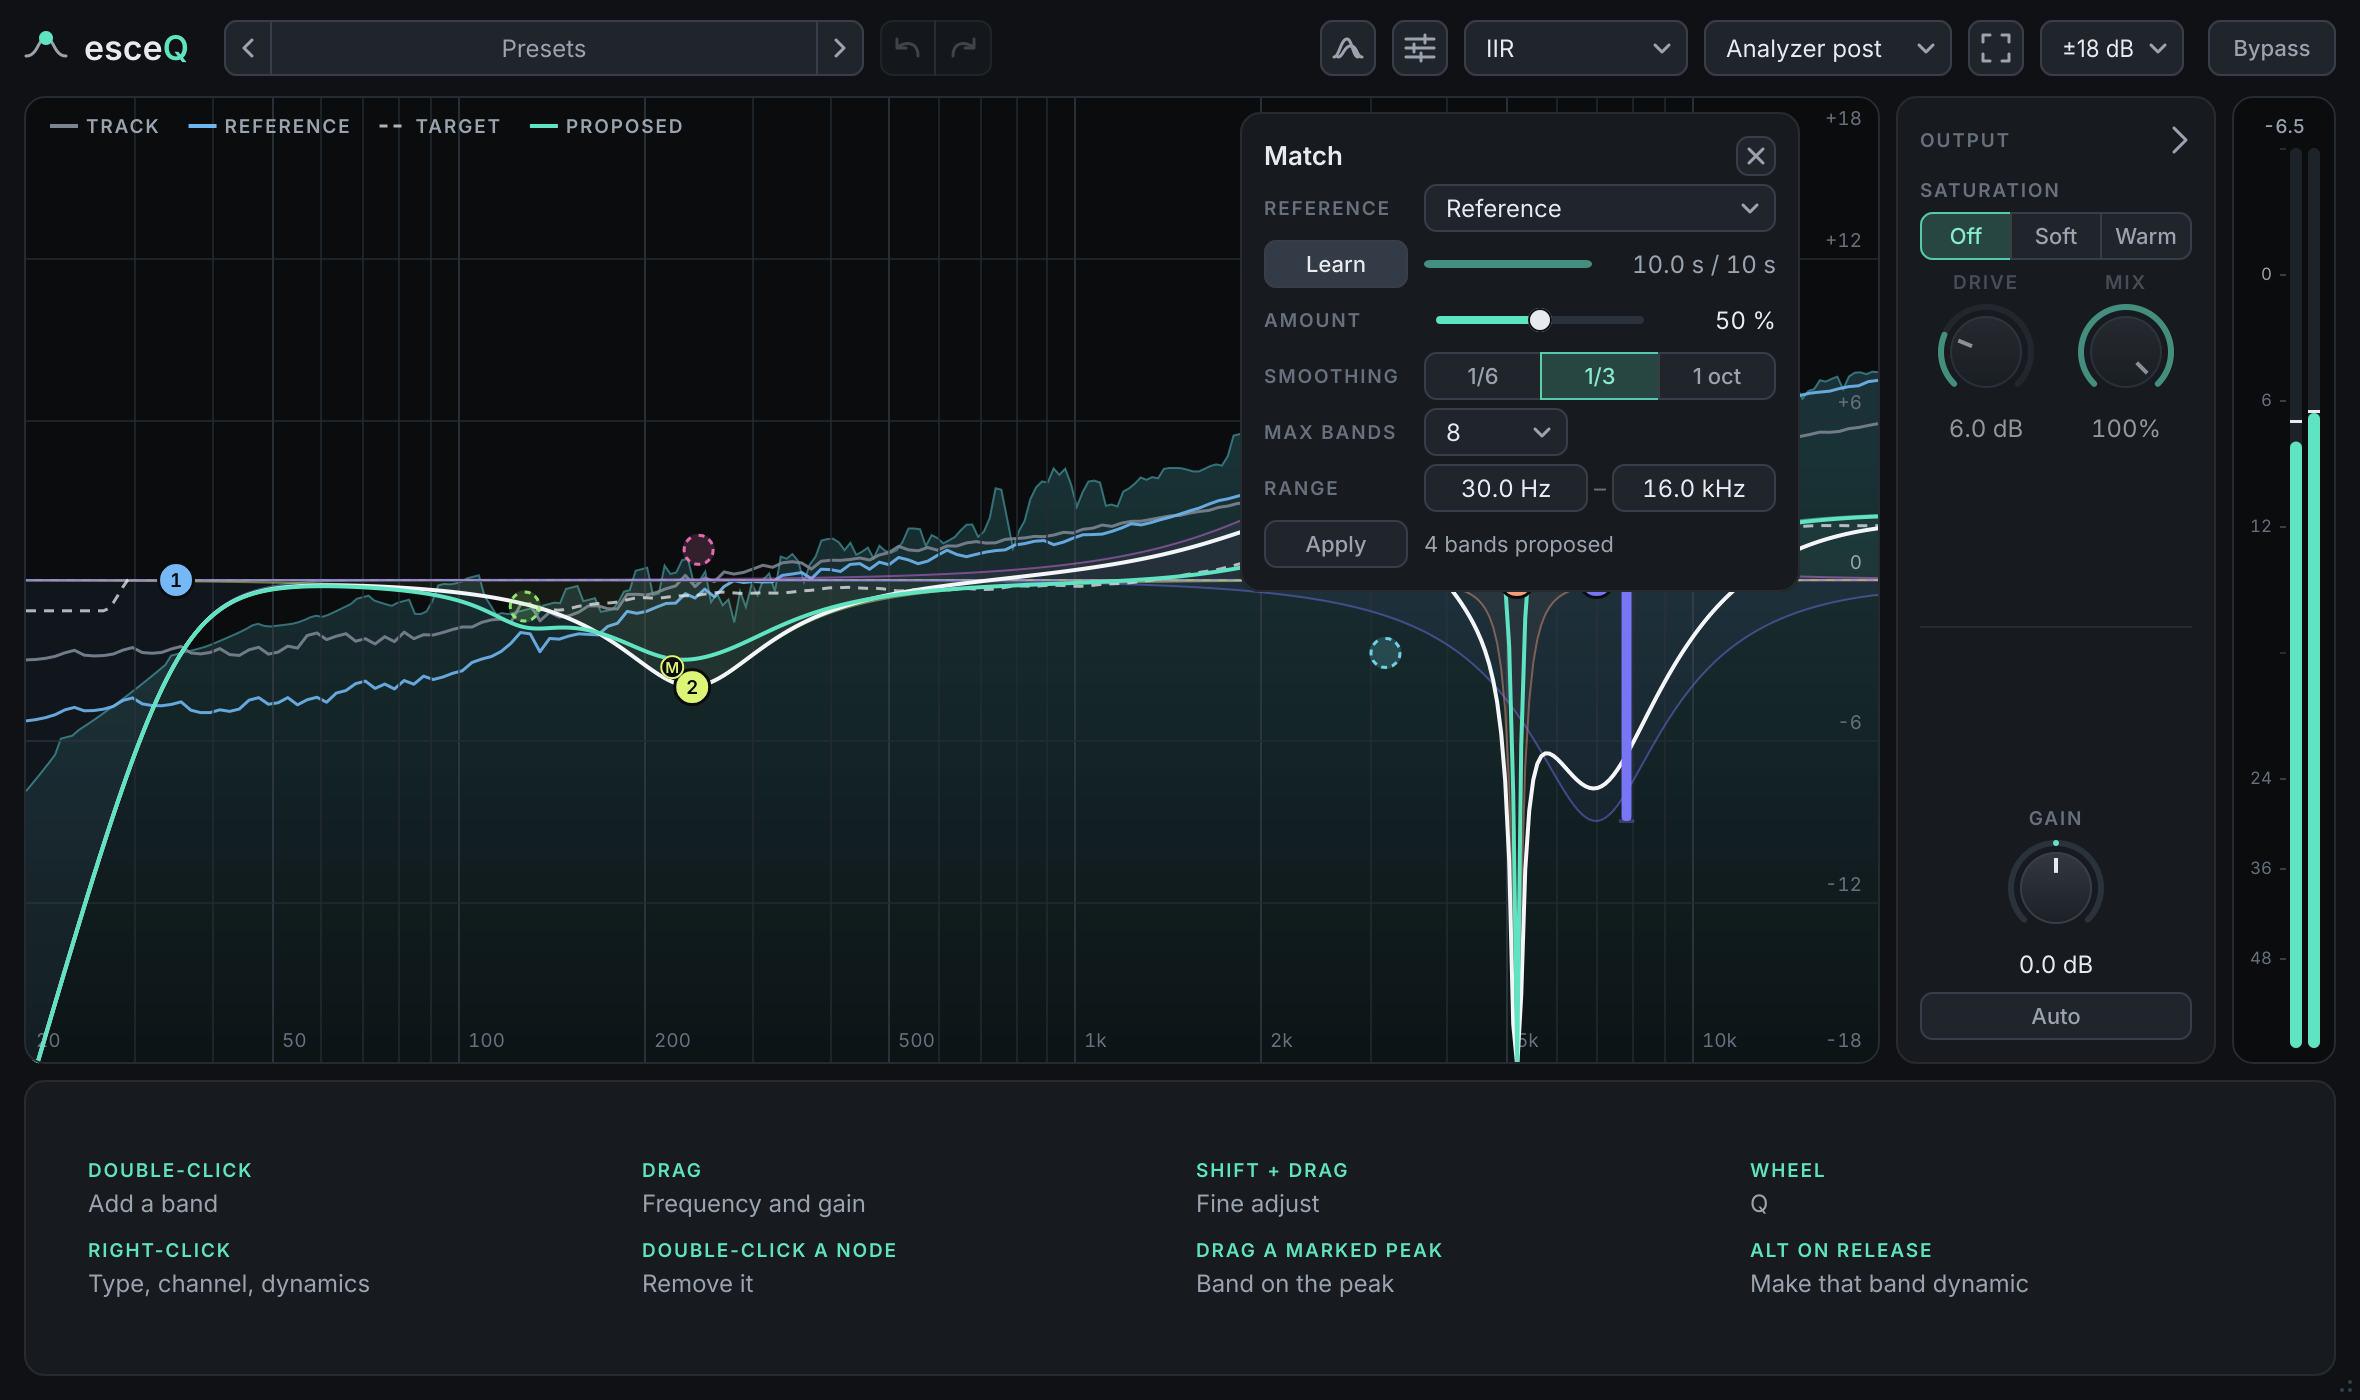 esceQ
Presets
IIR
Analyzer post
±18 dB
Bypass
TRACK
REFERENCE
TARGET
PROPOSED
Match
REFERENCE
Reference
Learn
10.0 s / 10 s
AMOUNT
50 %
SMOOTHING
1/6
1/3
1 oct
MAX BANDS
8
RANGE
30.0 Hz
–
16.0 kHz
Apply
4 bands proposed
+18
+12
+6
0
-6
-12
-18
1
M
2
20
50
100
200
500
1k
2k
5k
10k
OUTPUT
SATURATION
Off
Soft
Warm
DRIVE
MIX
6.0 dB
100%
GAIN
0.0 dB
Auto
-6.5
0
6
12
24
36
48
DOUBLE-CLICK
Add a band
DRAG
Frequency and gain
SHIFT + DRAG
Fine adjust
WHEEL
Q
RIGHT-CLICK
Type, channel, dynamics
DOUBLE-CLICK A NODE
Remove it
DRAG A MARKED PEAK
Band on the peak
ALT ON RELEASE
Make that band dynamic